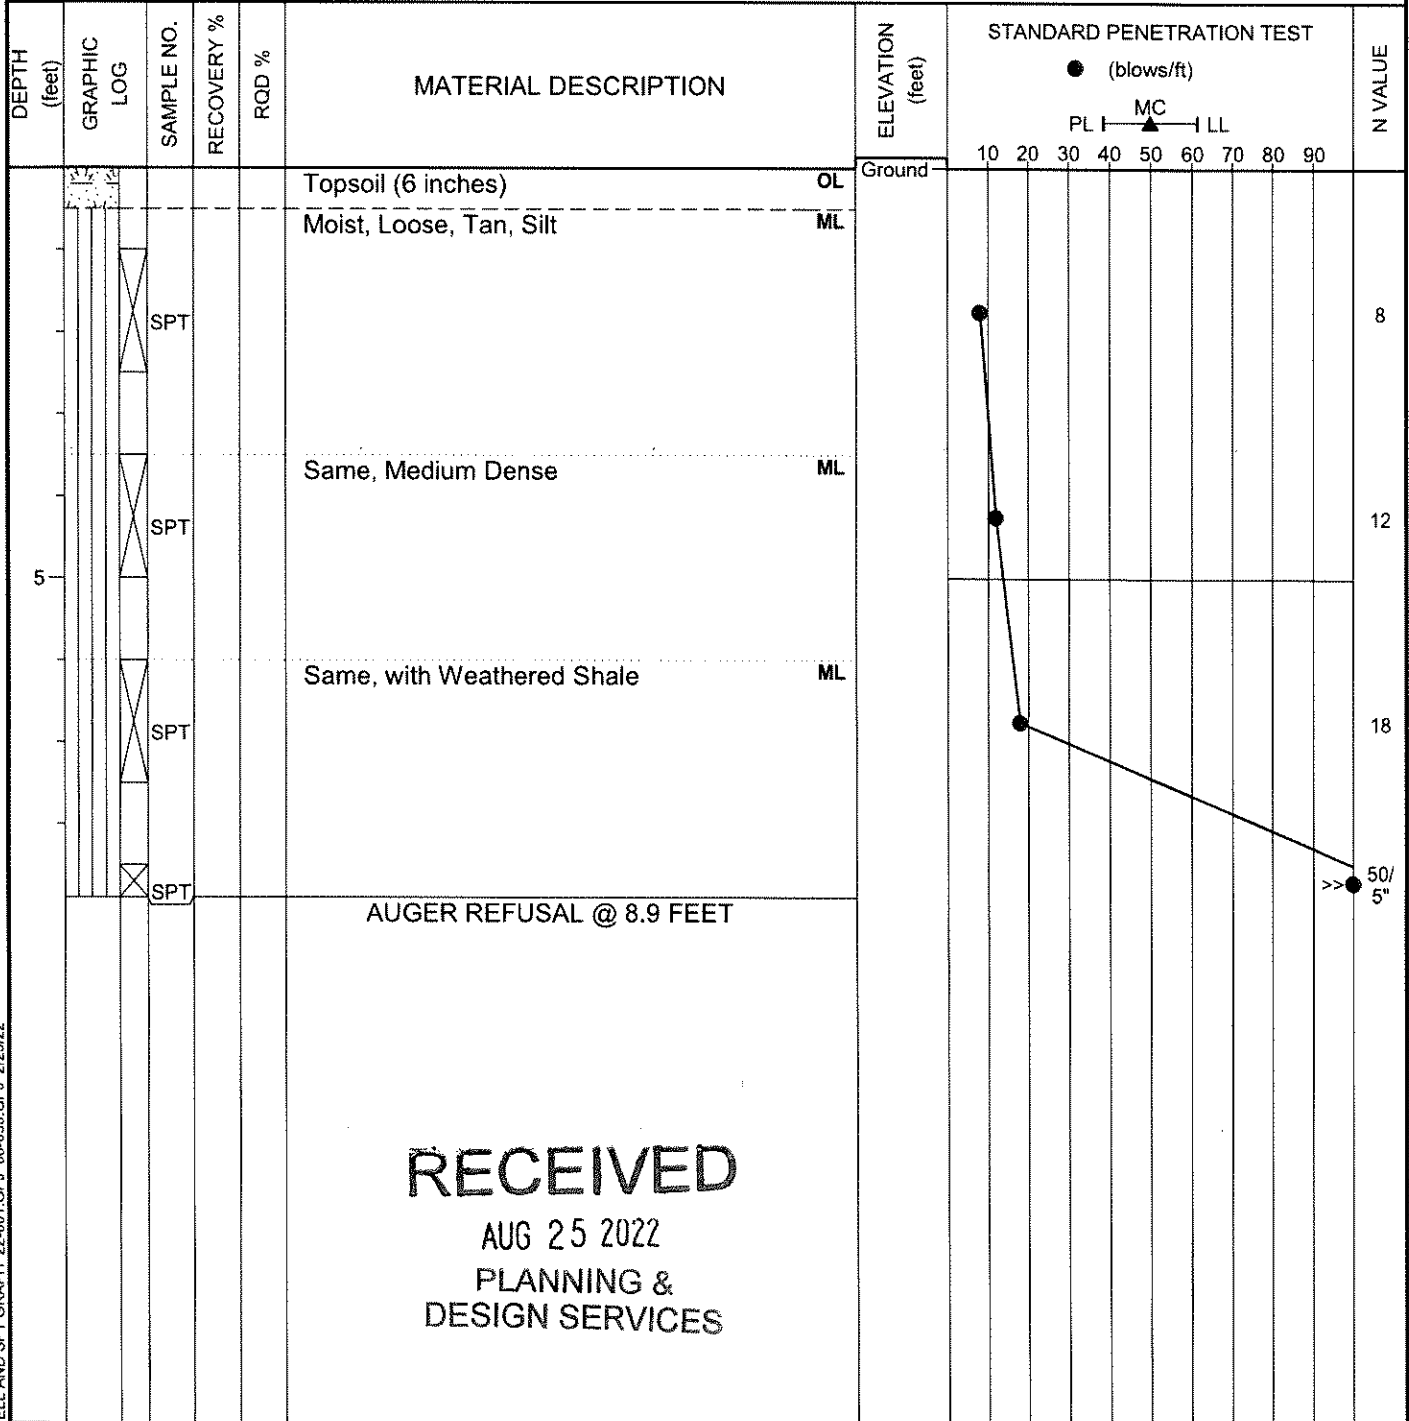 DEPTH
(feet)
GRAPHIC
LOG
SAMPLE NO.
RECOVERY %
RQD %
MATERIAL DESCRIPTION
ELEVATION
(feet)
STANDARD PENETRATION TEST
(blows/ft)
MC
PL LL
10 20 30 40 50 60 70 80 90
N VALUE
Ground
Topsoil (6 inches) OL
Moist, Loose, Tan, Silt ML
SPT 8
Same, Medium Dense ML
SPT 12
5
Same, with Weathered Shale ML
SPT 18
SPT >> 50/
5"
AUGER REFUSAL @ 8.9 FEET
RECEIVED
AUG 25 2022
PLANNING &
DESIGN SERVICES